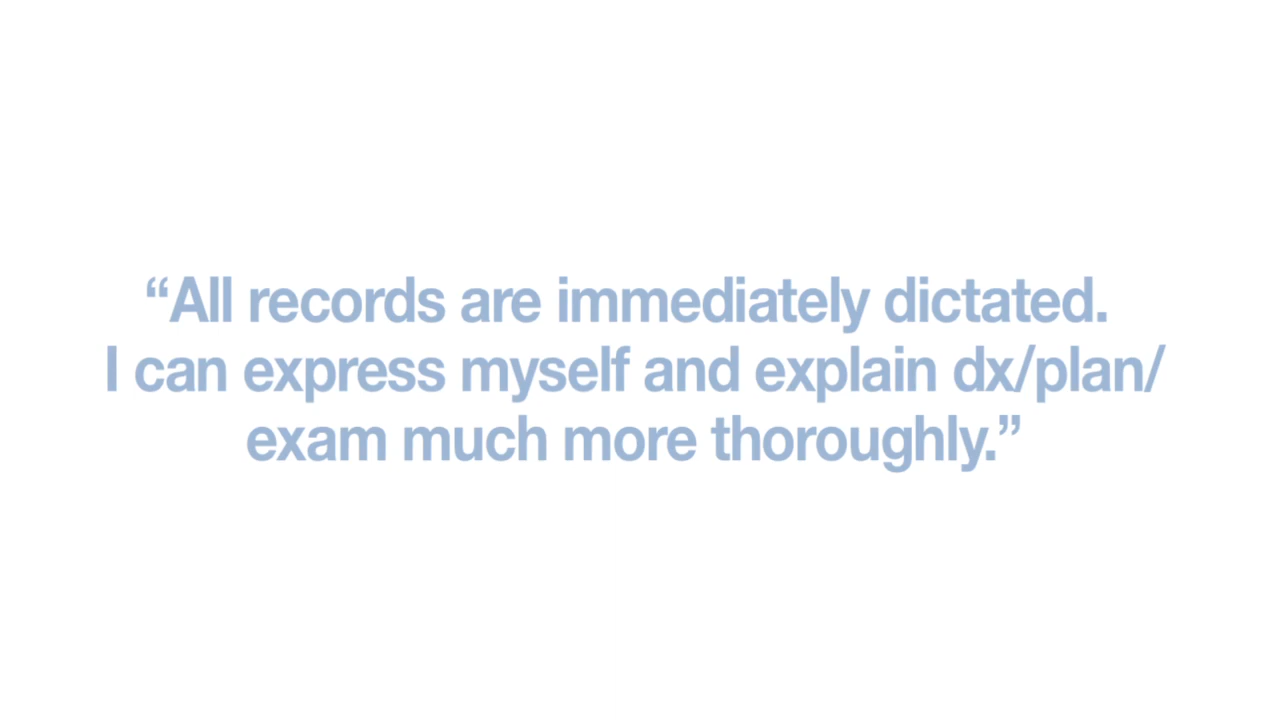 “All records are immediately dictated.
I can express myself and explain dx/plan/
exam much more thoroughly.”